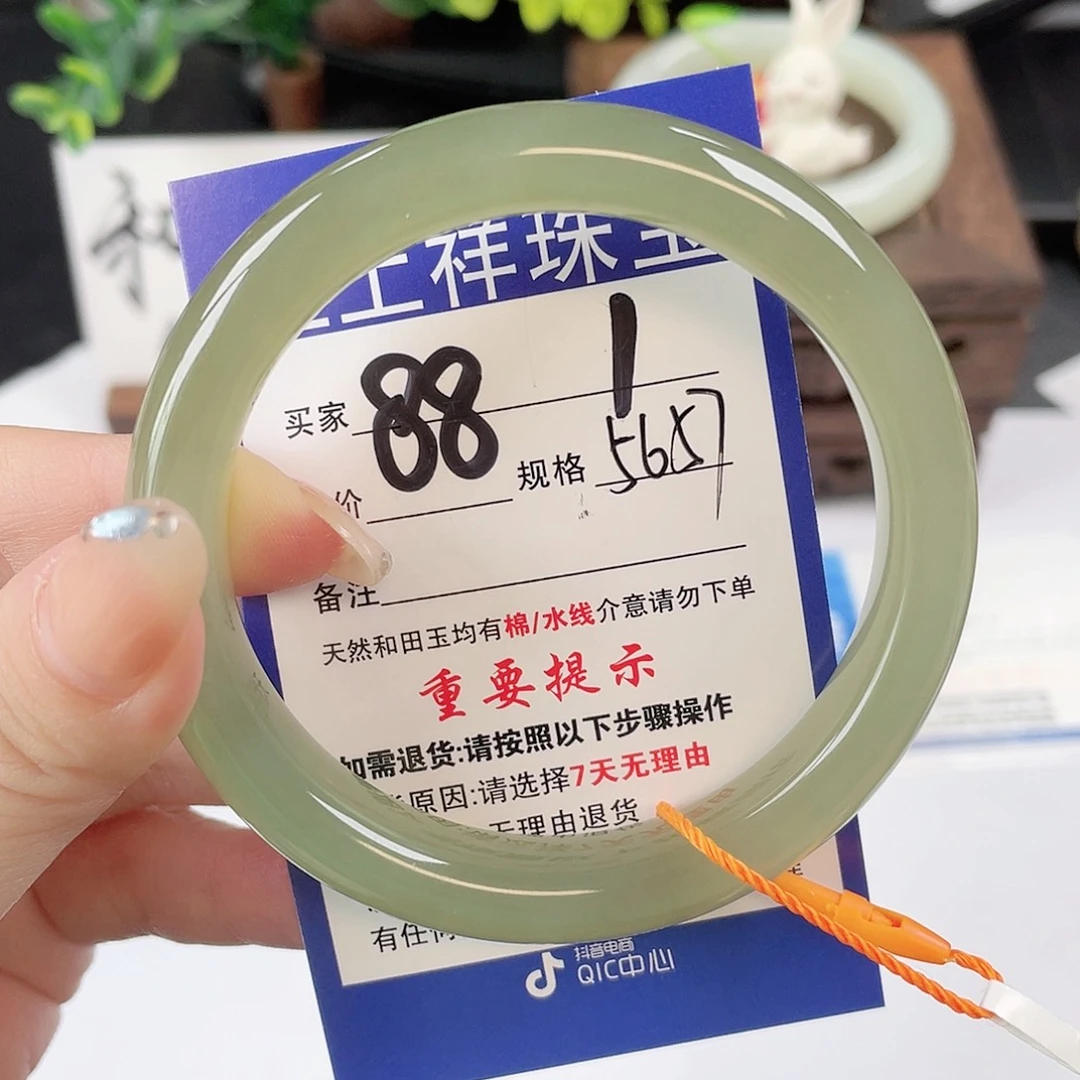 上祥珠宝
88 1
买家
价 规格 56.57
备注
天然和田玉均有棉/水线介意请勿下单
重要提示
如需退货:请按照以下步骤操作
原因:请选择7天无理由
无理由退货
有任何
抖音电商
QIC中心